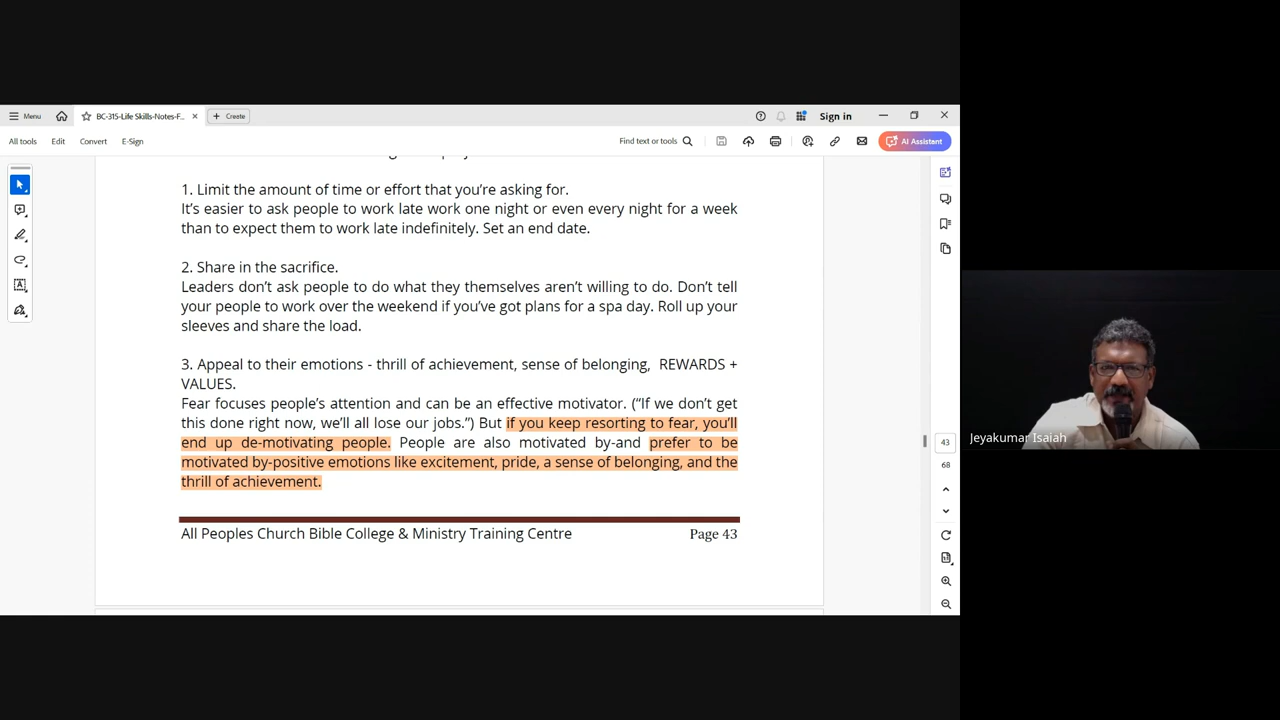 Menu
BC-315-Life Skills-Notes-F...
Create
Sign in
All tools
Edit
Convert
E-Sign
Find text or tools
AI Assistant
1. Limit the amount of time or effort that you're asking for.
It's easier to ask people to work late work one night or even every night for a week
than to expect them to work late indefinitely. Set an end date.
2. Share in the sacrifice.
Leaders don't ask people to do what they themselves aren't willing to do. Don't tell
your people to work over the weekend if you've got plans for a spa day. Roll up your
sleeves and share the load.
3. Appeal to their emotions - thrill of achievement, sense of belonging, REWARDS +
VALUES.
Fear focuses people's attention and can be an effective motivator. ("If we don't get
this done right now, we'll all lose our jobs.") But if you keep resorting to fear, you'll
end up de-motivating people. People are also motivated by-and prefer to be
motivated by-positive emotions like excitement, pride, a sense of belonging, and the
thrill of achievement.
All Peoples Church Bible College & Ministry Training Centre
Page 43
43
68
Jeyakumar Isaiah